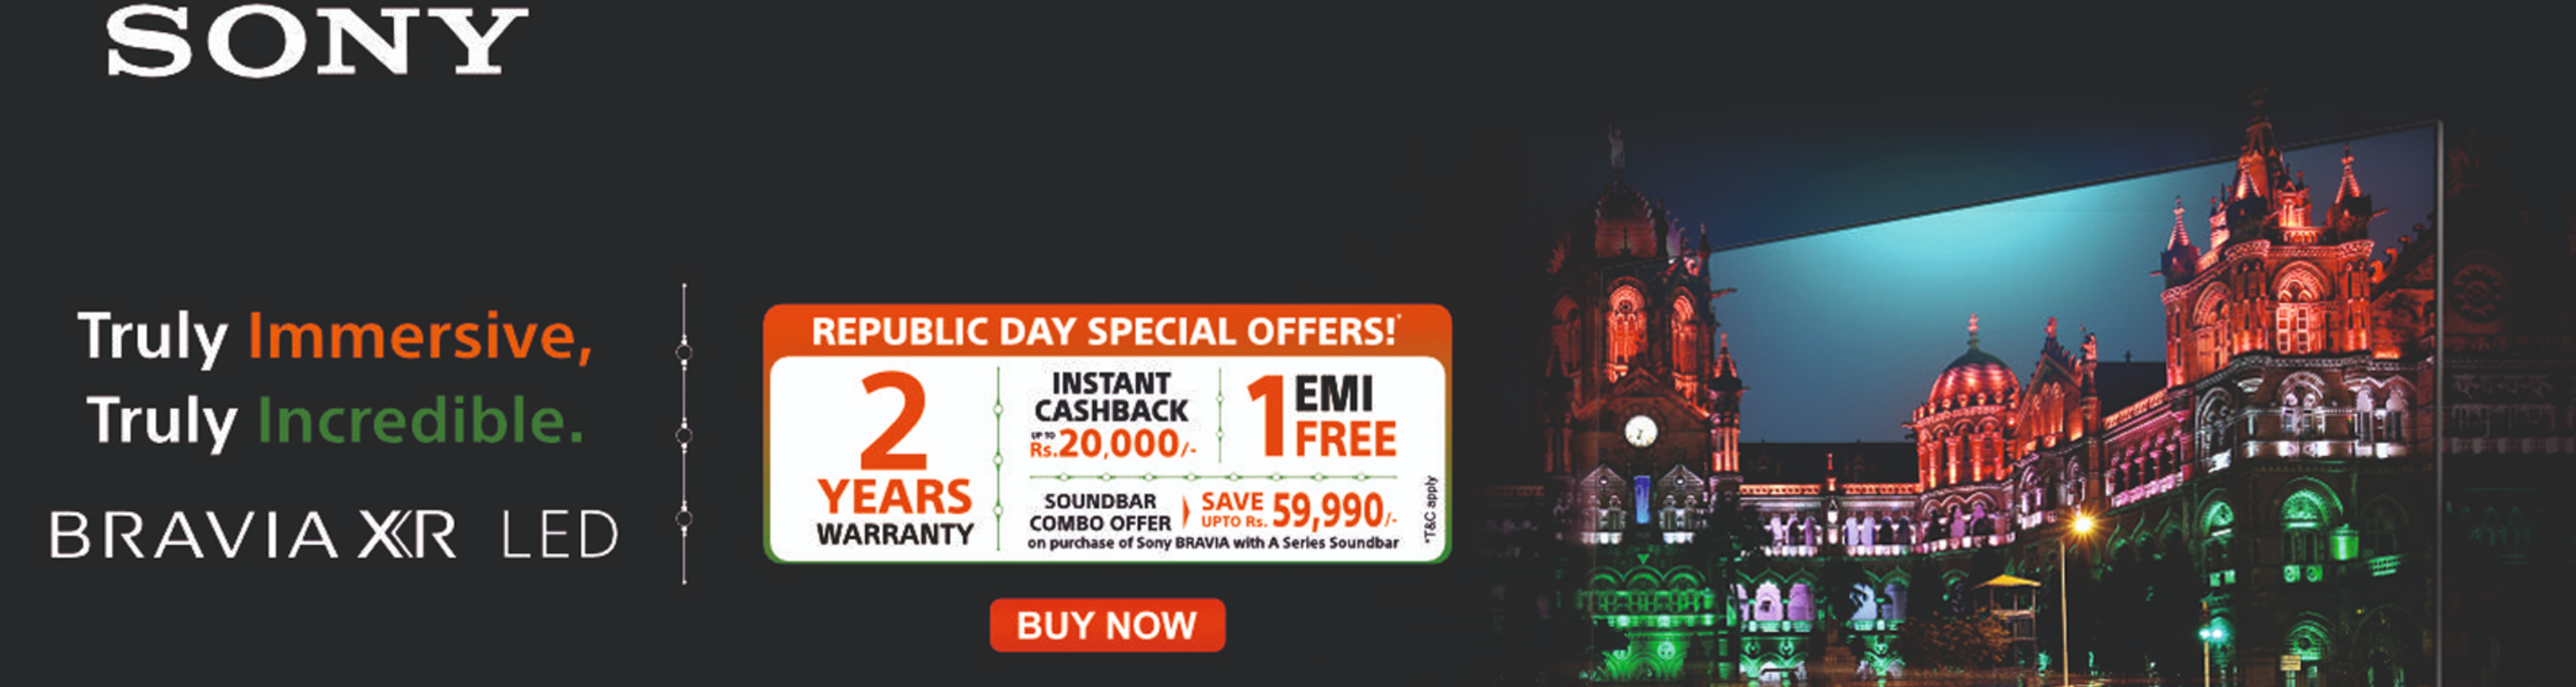 SONY
Truly Immersive,
Truly Incredible.
BRAVIA XR LED
REPUBLIC DAY SPECIAL OFFERS!*
2
YEARS
WARRANTY
INSTANT
CASHBACK
UP TO
Rs.20,000/-
1 EMI
FREE
SOUNDBAR
COMBO OFFER
SAVE
UPTO Rs. 59,990/-
on purchase of Sony BRAVIA with A Series Soundbar
*T&C apply
BUY NOW